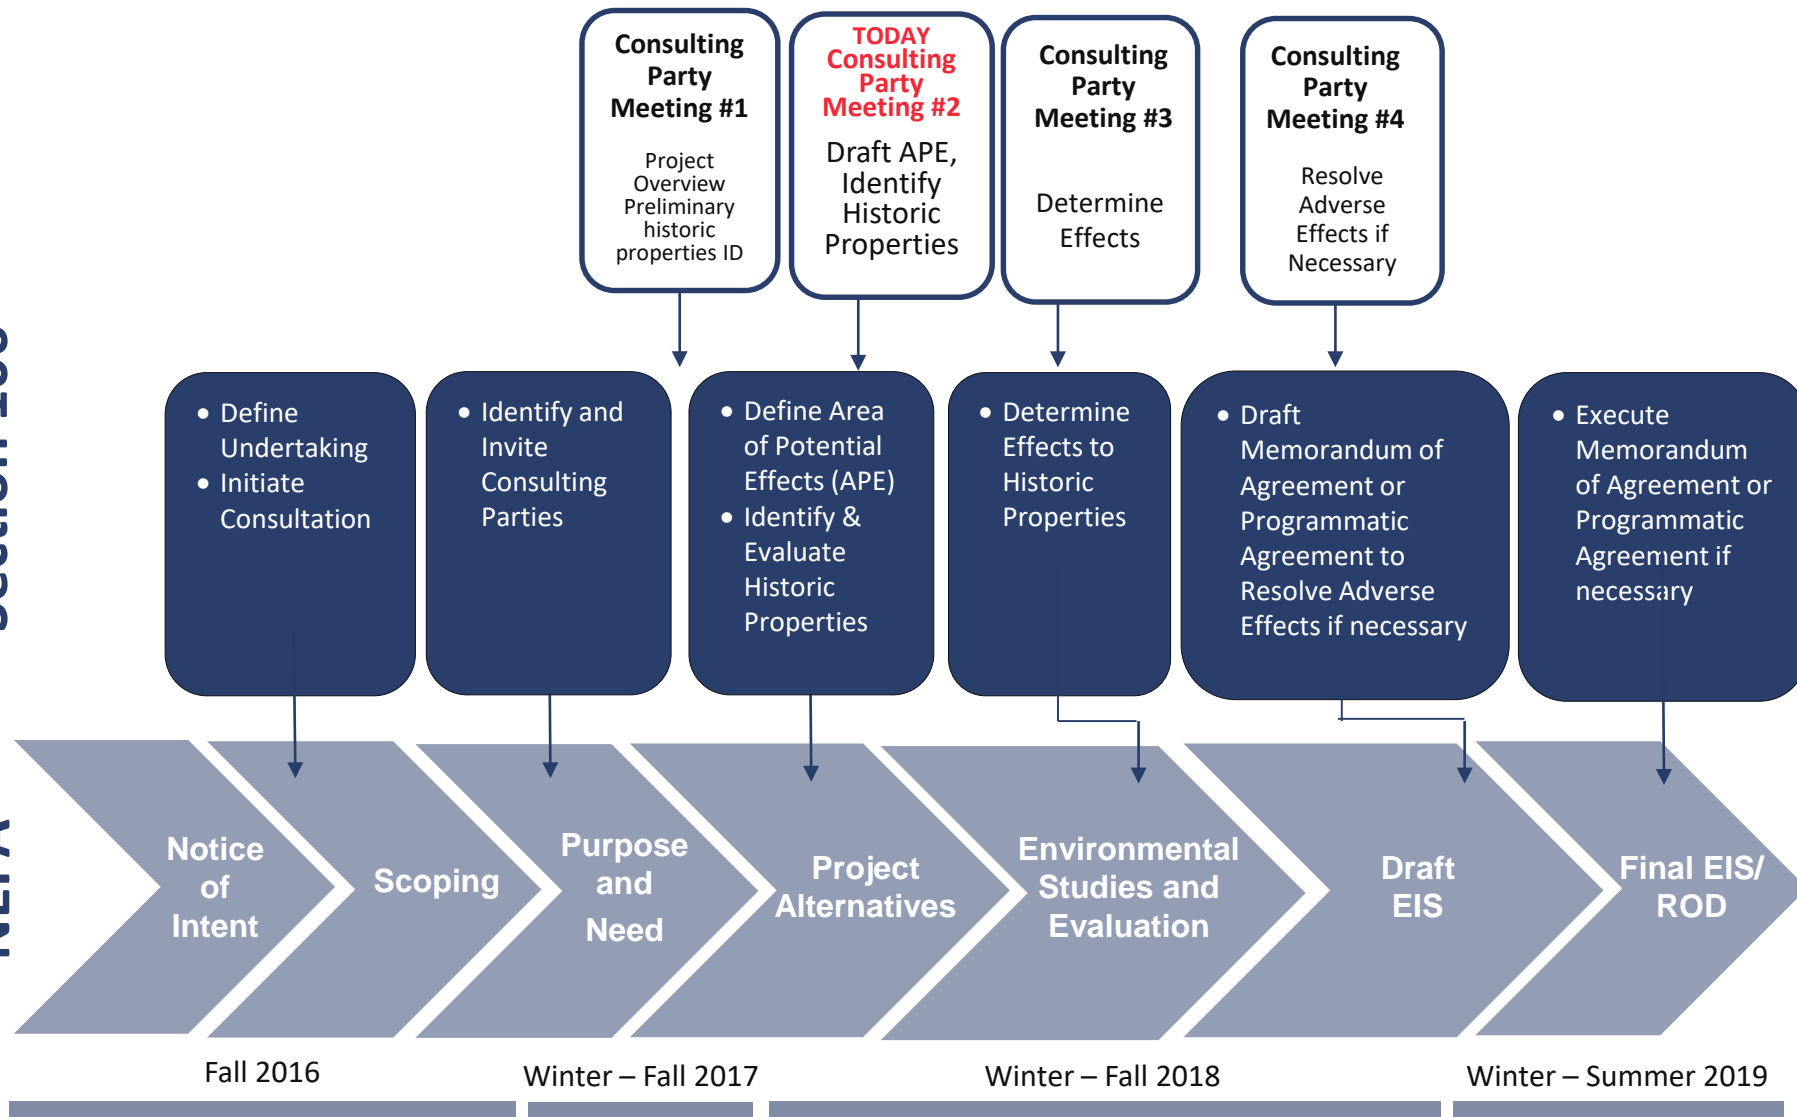 Consulting
Party
Meeting #1
Project
Overview
Preliminary
historic
properties ID
TODAY
Consulting
Party
Meeting #2
Draft APE,
Identify
Historic
Properties
Consulting
Party
Meeting #3
Determine
Effects
Consulting
Party
Meeting #4
Resolve
Adverse
Effects if
Necessary
• Define
Undertaking
• Initiate
Consultation
• Identify and
Invite
Consulting
Parties
• Define Area
of Potential
Effects (APE)
• Identify &
Evaluate
Historic
Properties
• Determine
Effects to
Historic
Properties
• Draft
Memorandum of
Agreement or
Programmatic
Agreement to
Resolve Adverse
Effects if necessary
• Execute
Memorandum
of Agreement or
Programmatic
Agreement if
necessary
Notice
of
Intent
Scoping
Purpose
and
Need
Project
Alternatives
Environmental
Studies and
Evaluation
Draft
EIS
Final EIS/
ROD
Fall 2016
Winter – Fall 2017
Winter – Fall 2018
Winter – Summer 2019